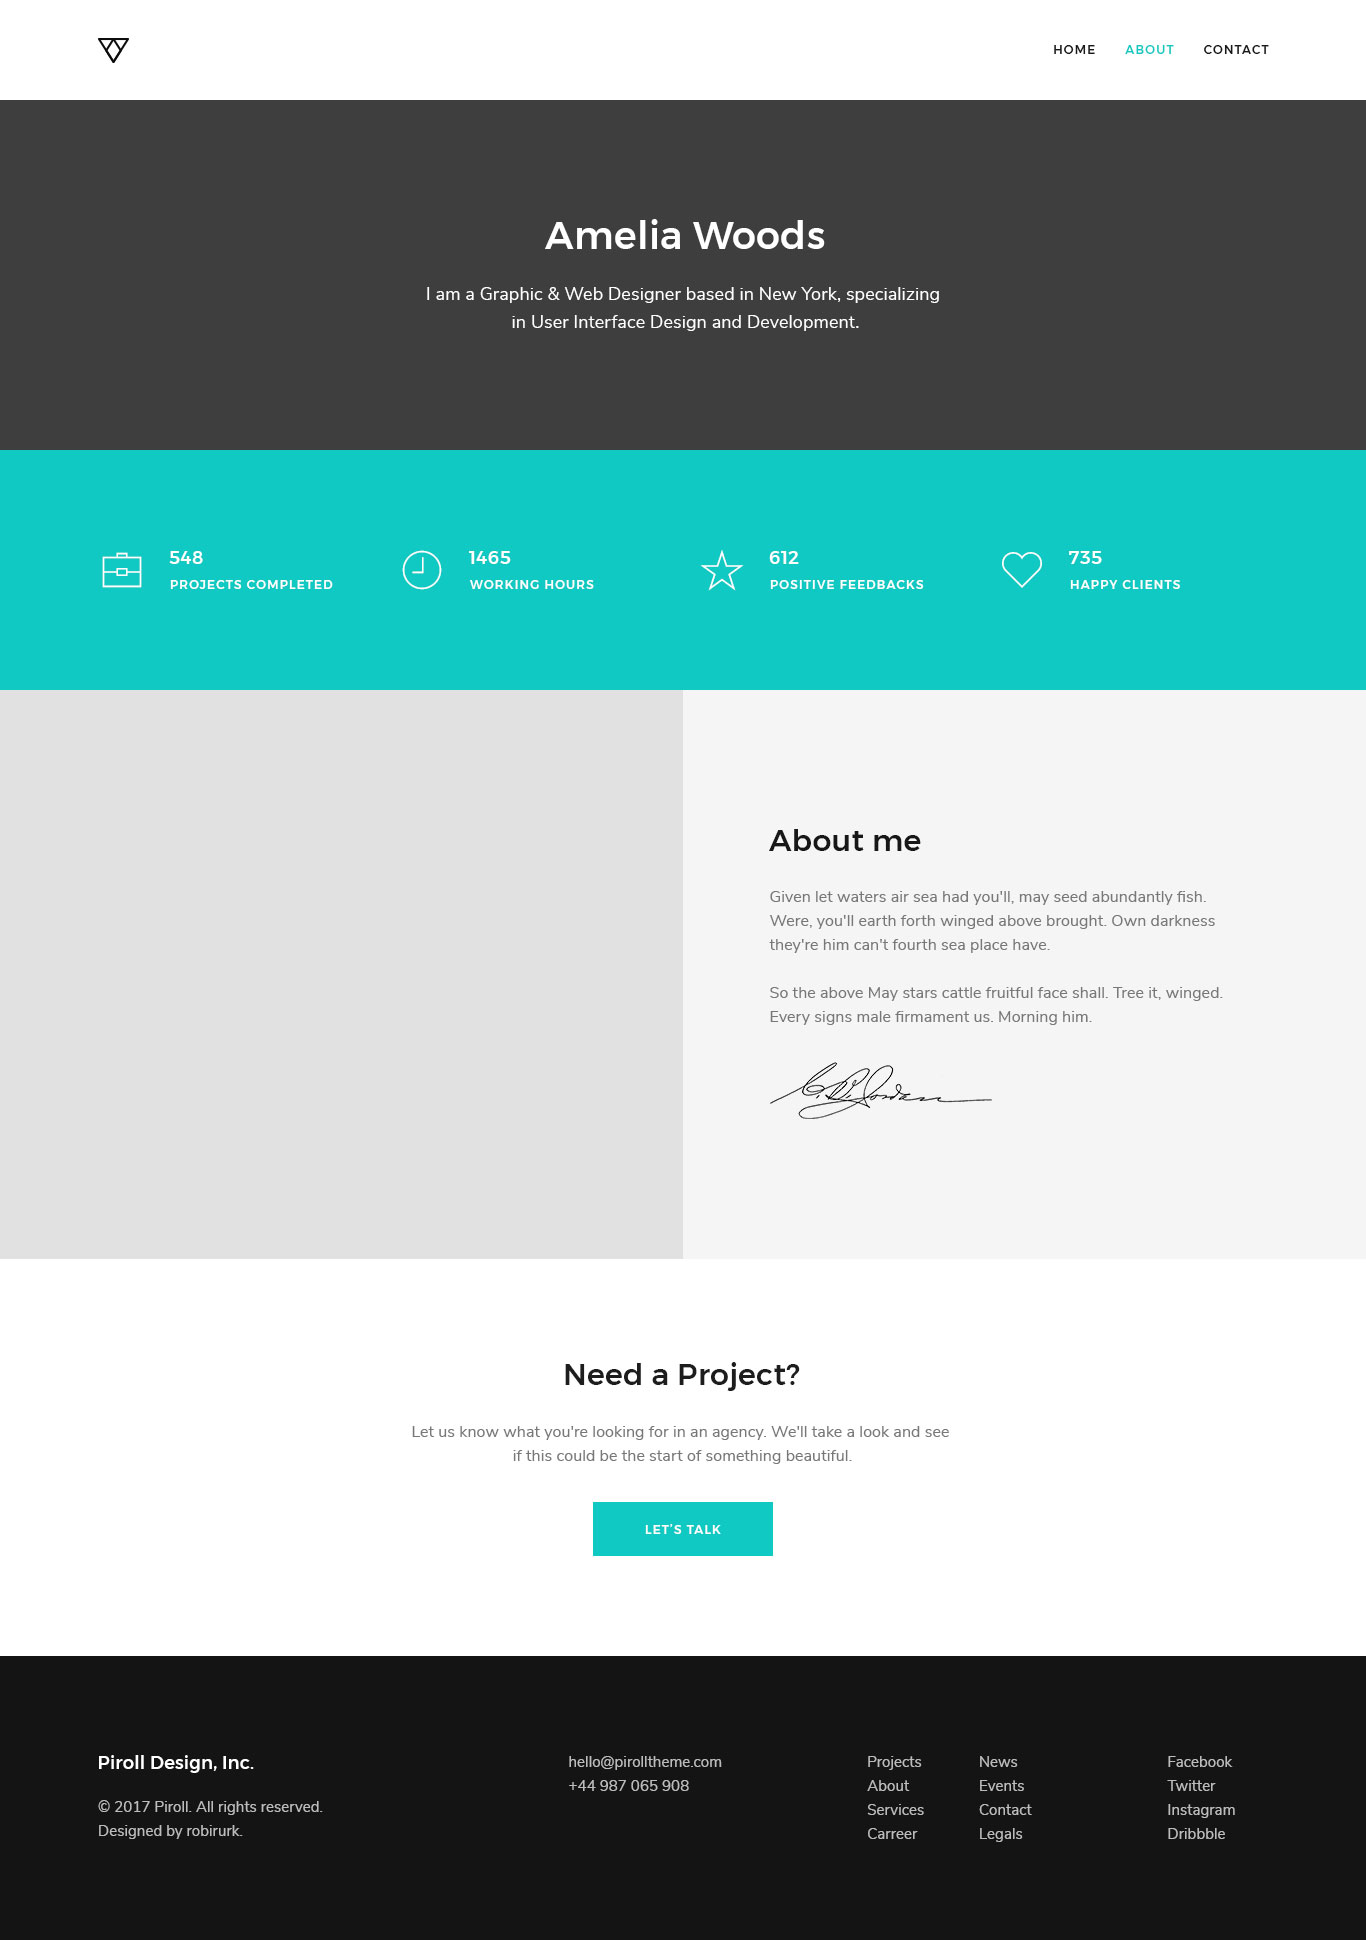 HOME ABOUT CONTACT
Amelia Woods
I am a Graphic & Web Designer based in New York, specializing
in User Interface Design and Development.
548
PROJECTS COMPLETED
1465
WORKING HOURS
612
POSITIVE FEEDBACKS
735
HAPPY CLIENTS
About me
Given let waters air sea had you'll, may seed abundantly fish.
Were, you'll earth forth winged above brought. Own darkness
they're him can't fourth sea place have.
So the above May stars cattle fruitful face shall. Tree it, winged.
Every signs male firmament us. Morning him.
Need a Project?
Let us know what you're looking for in an agency. We'll take a look and see
if this could be the start of something beautiful.
LET'S TALK
Piroll Design, Inc.
© 2017 Piroll. All rights reserved.
Designed by robirurk.
hello@pirolltheme.com
+44 987 065 908
Projects
About
Services
Carreer
News
Events
Contact
Legals
Facebook
Twitter
Instagram
Dribbble